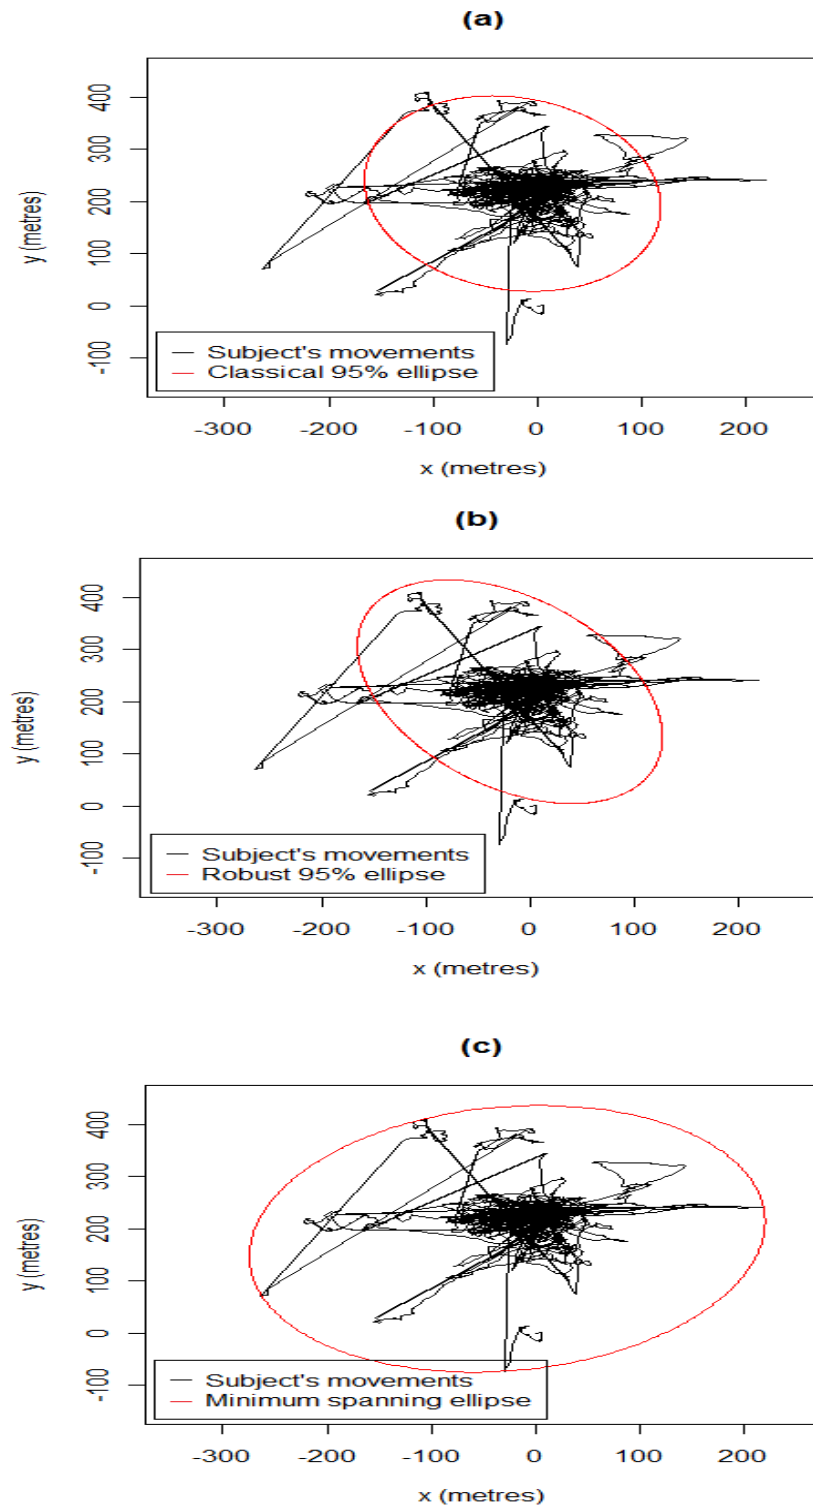 (a)
y (metres)
400
300
200
100
0
-100
Subject's movements
Classical 95% ellipse
-300 -200 -100 0 100 200
x (metres)
(b)
y (metres)
400
300
200
100
0
-100
Subject's movements
Robust 95% ellipse
-300 -200 -100 0 100 200
x (metres)
(c)
y (metres)
400
300
200
100
0
-100
Subject's movements
Minimum spanning ellipse
-300 -200 -100 0 100 200
x (metres)